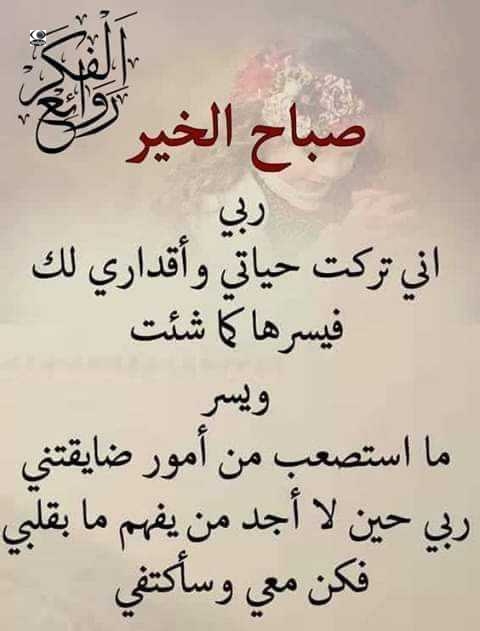 روائع الفكر
صباح الخير
ربي
اني تركت حياتي وأقداري لك
فيسرها كما شئت
ويسر
ما استصعب من أمور ضايقتني
ربي حين لا أجد من يفهم ما بقلبي
فكن معي وسأكتفي